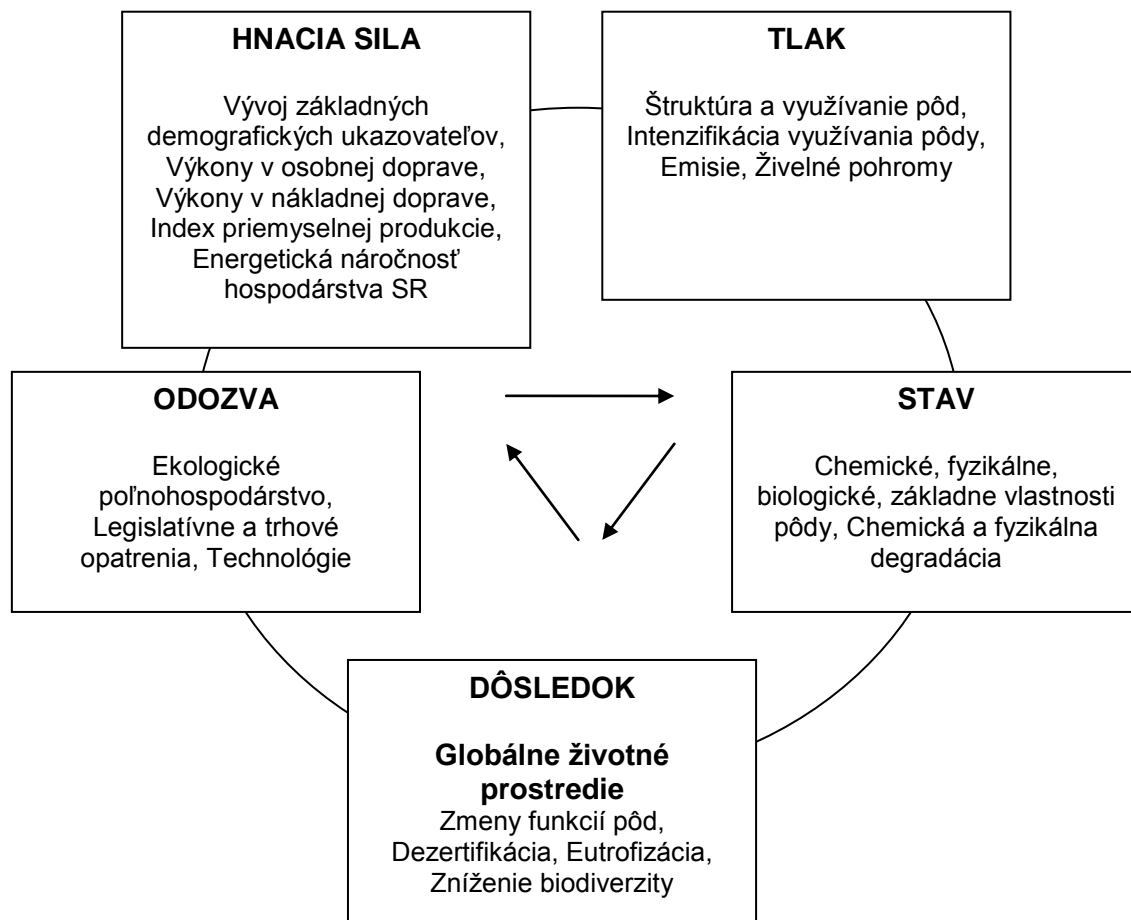 HNACIA SILA
Vývoj základných
demografických ukazovateľov,
Výkony v osobnej doprave,
Výkony v nákladnej doprave,
Index priemyselnej produkcie,
Energetická náročnosť
hospodárstva SR
TLAK
Štruktúra a využívanie pôd,
Intenzifikácia využívania pôdy,
Emisie, Živelné pohromy
ODOZVA
Ekologické
poľnohospodárstvo,
Legislatívne a trhové
opatrenia, Technológie
STAV
Chemické, fyzikálne,
biologické, základne vlastnosti
pôdy, Chemická a fyzikálna
degradácia
DÔSLEDOK
Globálne životné
prostredie
Zmeny funkcií pôd,
Dezertifikácia, Eutrofizácia,
Zníženie biodiverzity